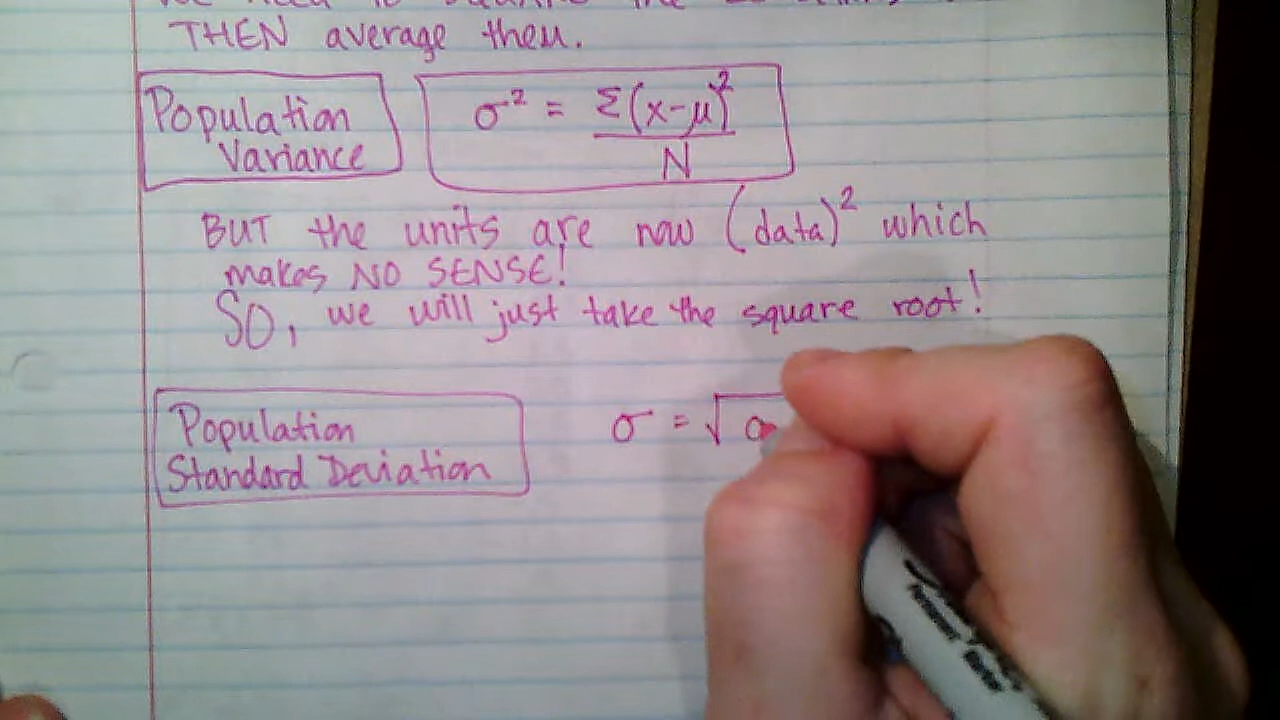 THEN average them.
Population
Variance
σ² = Σ(x-μ)² / N
BUT the units are now (data)² which
makes NO SENSE!
SO, we will just take the square root!
Population
Standard Deviation
σ = √σ